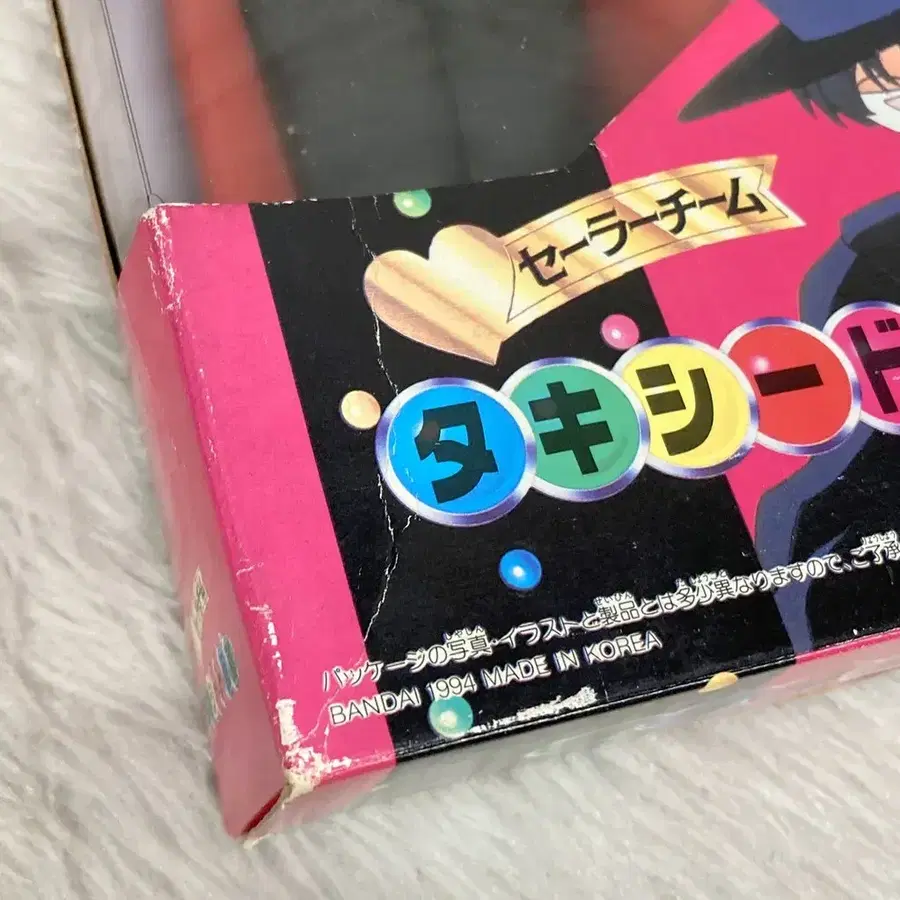 セーラーチーム
タキシード
パッケージの写真・イラストと製品とは多少異なりますので、ご了承
BANDAI 1994 MADE IN KOREA